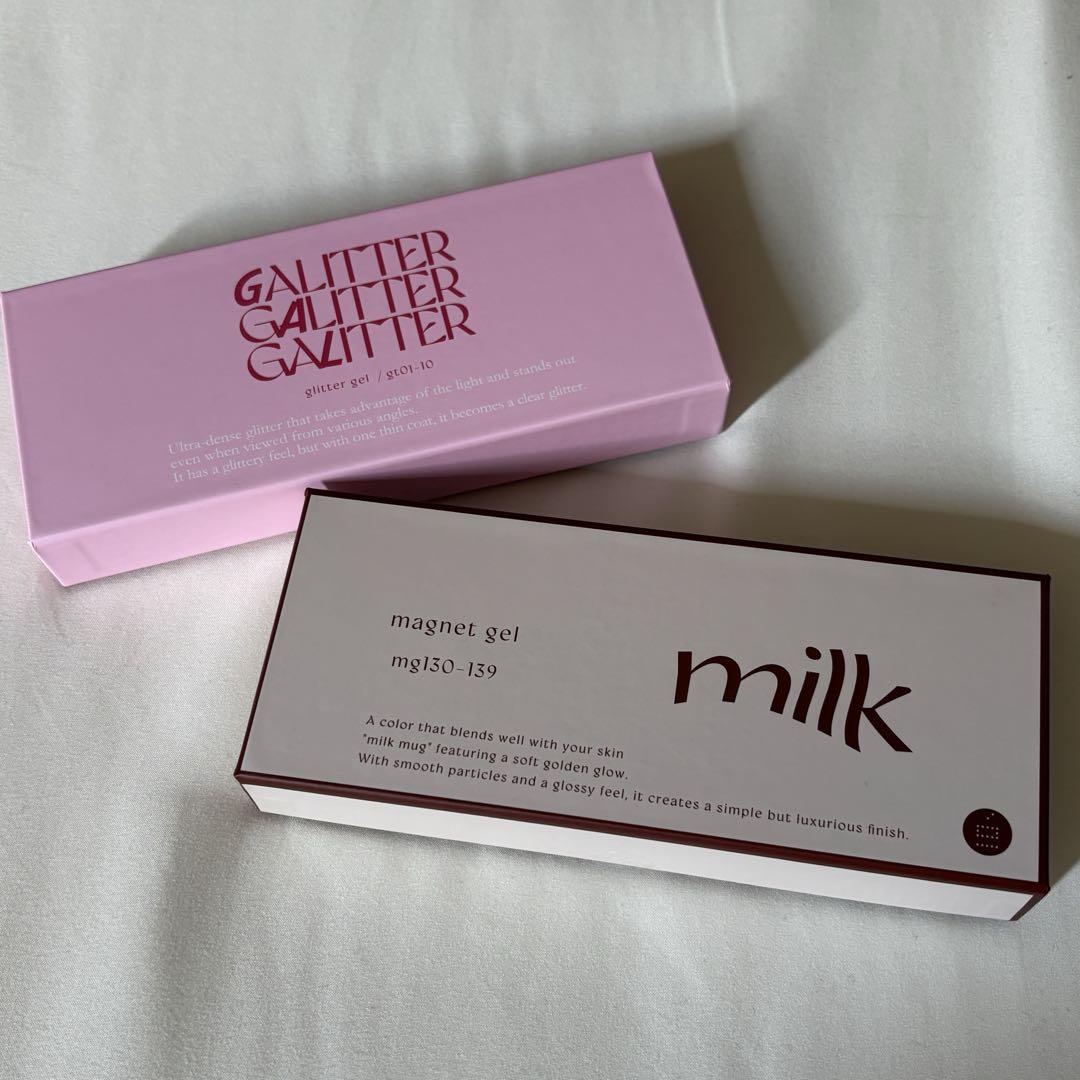 GALITTER
GALITTER
GALITTER
glitter gel / gt01-10
Ultra-dense glitter that takes advantage of the light and stands out
even when viewed from various angles.
It has a glittery feel, but with one thin coat, it becomes a clear glitter.
magnet gel
mg130-139
milk
A color that blends well with your skin
"milk mug" featuring a soft golden glow.
With smooth particles and a glossy feel, it creates a simple but luxurious finish.